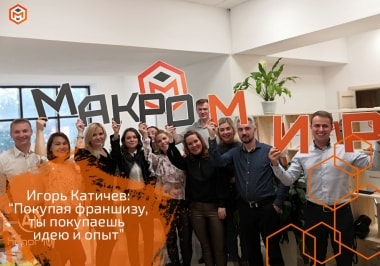 МАКРОМИР
Игорь Катичев:
"Покупая франшизу,
ты покупаешь
идею и опыт"